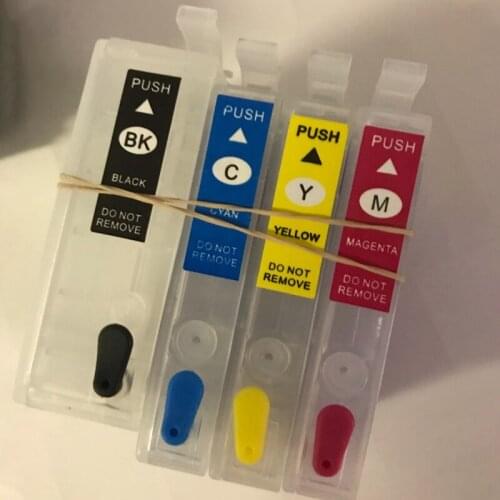 PUSH
BK
BLACK
DO NOT
REMOVE
PUSH
C
CYAN
DO NOT
REMOVE
PUSH
Y
YELLOW
DO NOT
REMOVE
PUSH
M
MAGENTA
DO NOT
REMOVE